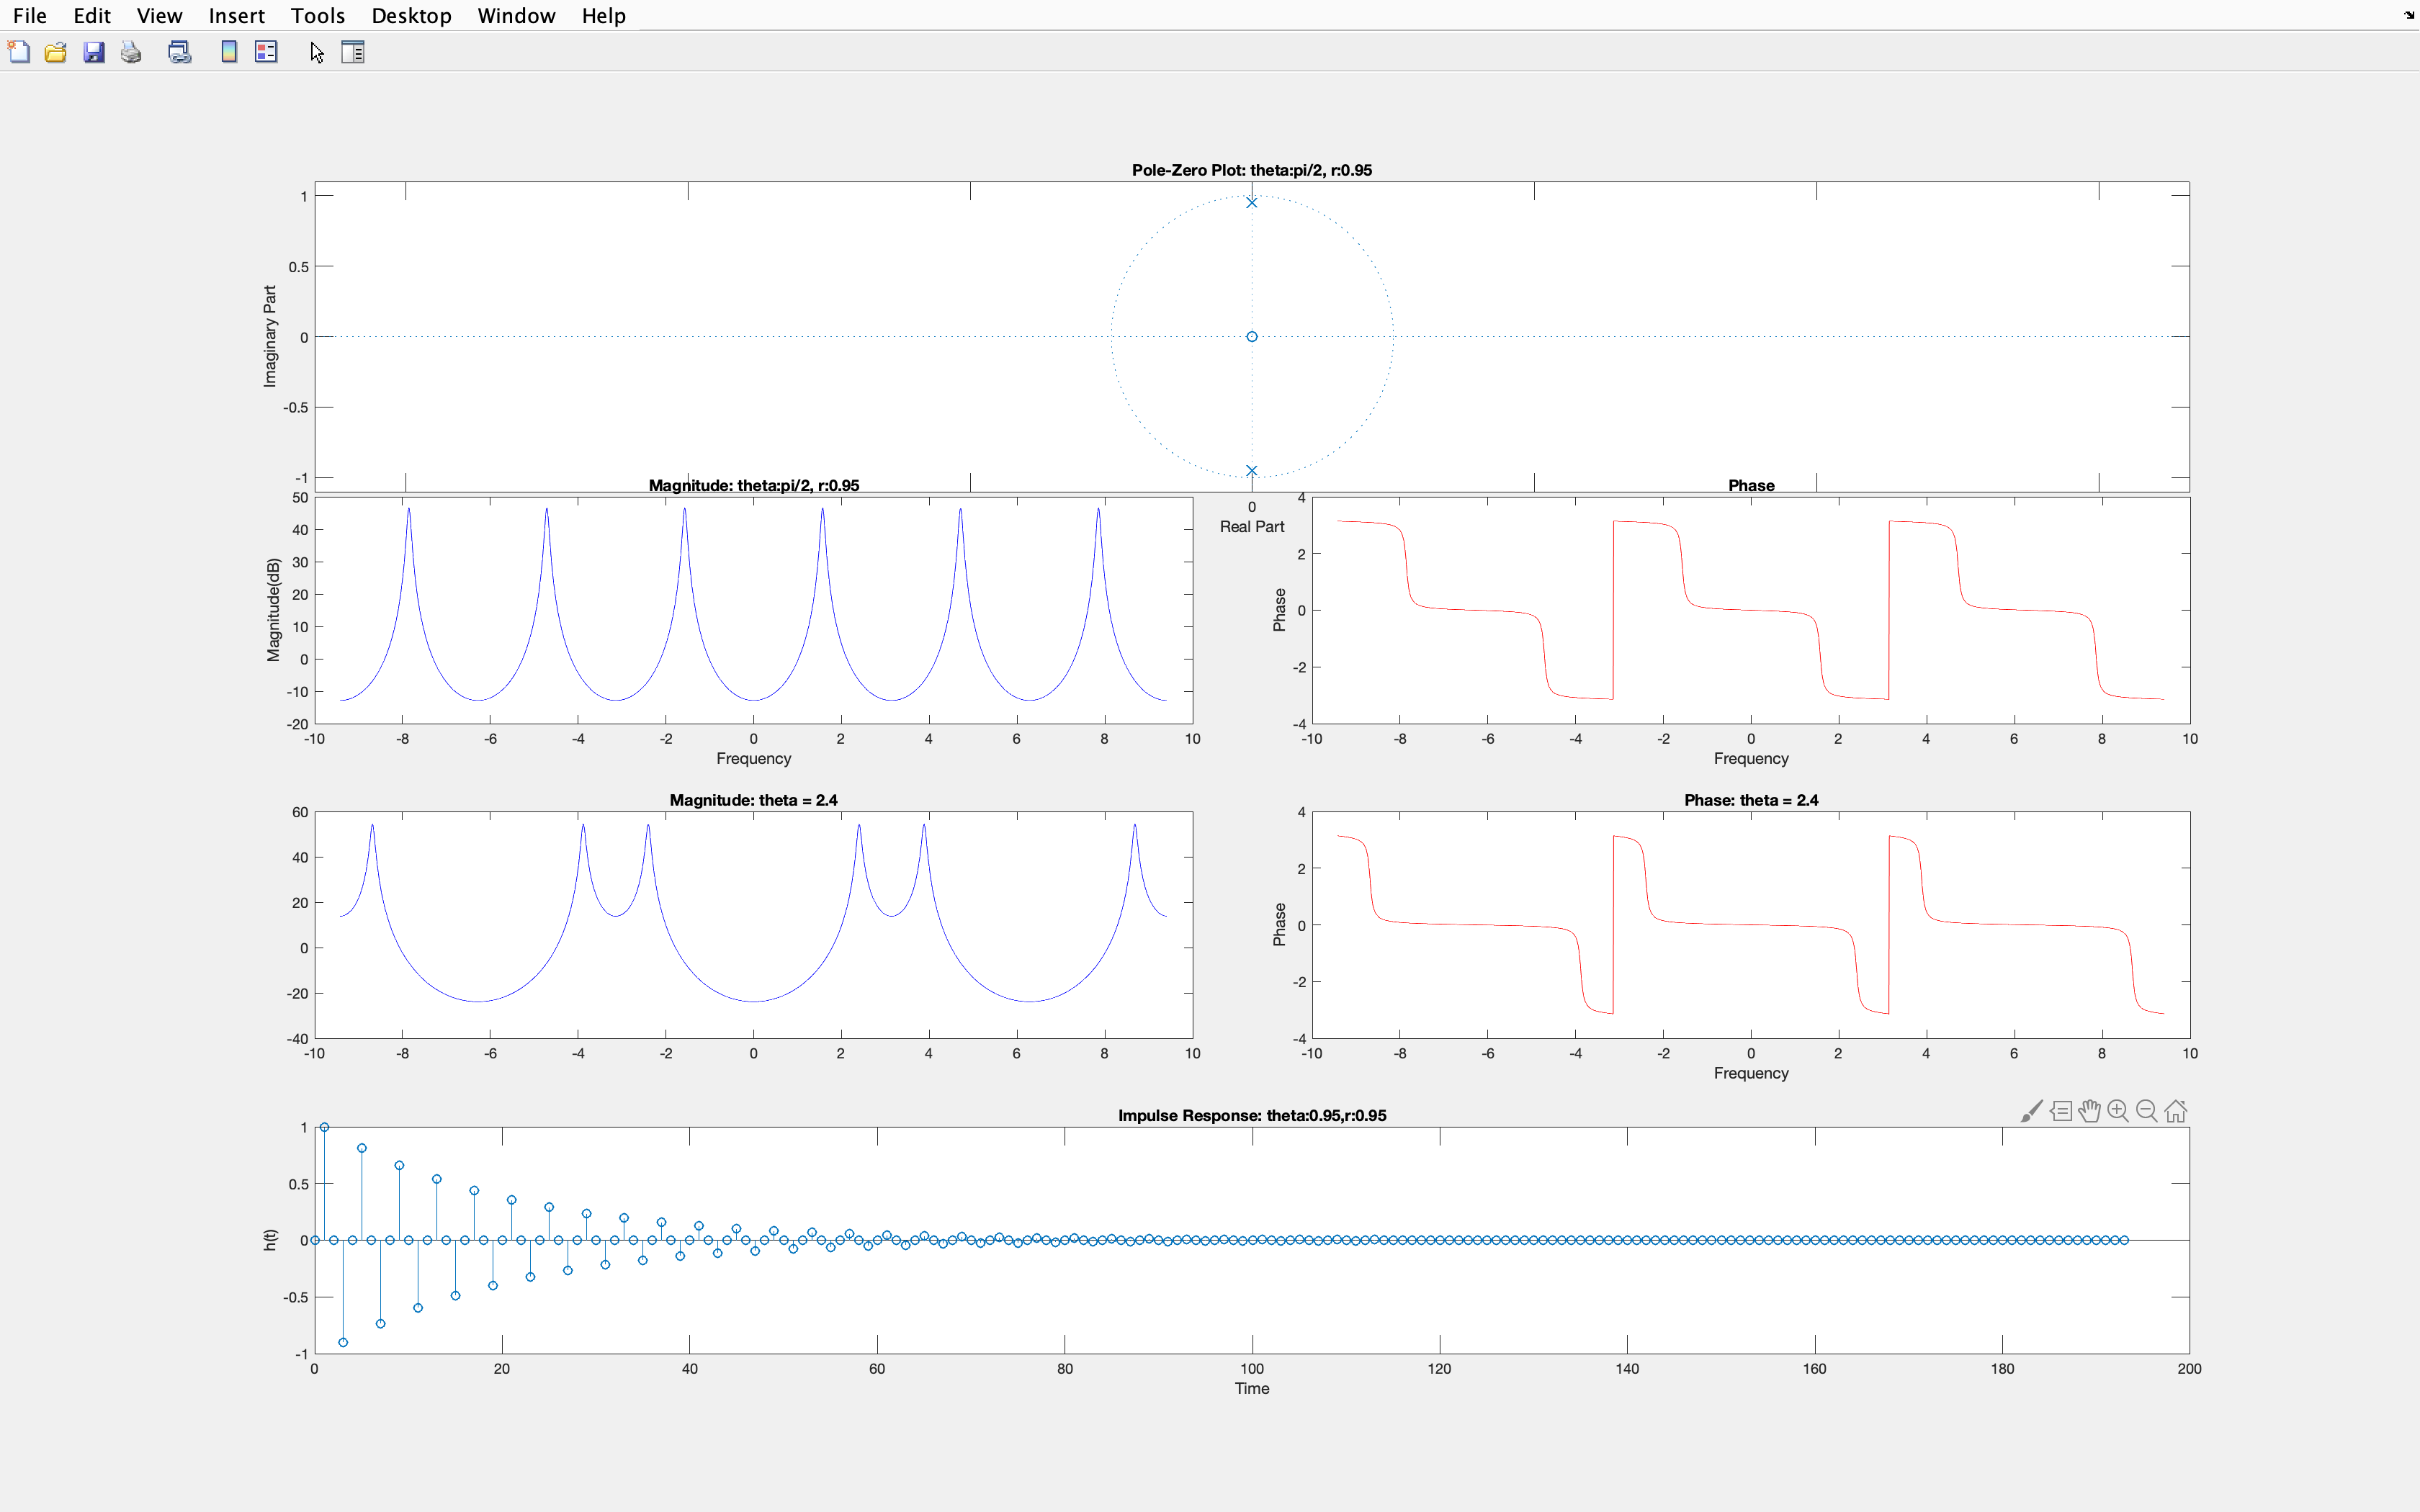 File Edit View Insert Tools Desktop Window Help
Pole-Zero Plot: theta:pi/2, r:0.95
Imaginary Part
1
0.5
0
-0.5
-1
0
Real Part
Magnitude: theta:pi/2, r:0.95
Magnitude(dB)
50
40
30
20
10
0
-10
-20
-10 -8 -6 -4 -2 0 2 4 6 8 10
Frequency
Phase
Phase
4
2
0
-2
-4
-10 -8 -6 -4 -2 0 2 4 6 8 10
Frequency
Magnitude: theta = 2.4
60
40
20
0
-20
-40
-10 -8 -6 -4 -2 0 2 4 6 8 10
Phase: theta = 2.4
Phase
4
2
0
-2
-4
-10 -8 -6 -4 -2 0 2 4 6 8 10
Frequency
Impulse Response: theta:0.95,r:0.95
h(t)
1
0.5
0
-0.5
-1
0 20 40 60 80 100 120 140 160 180 200
Time